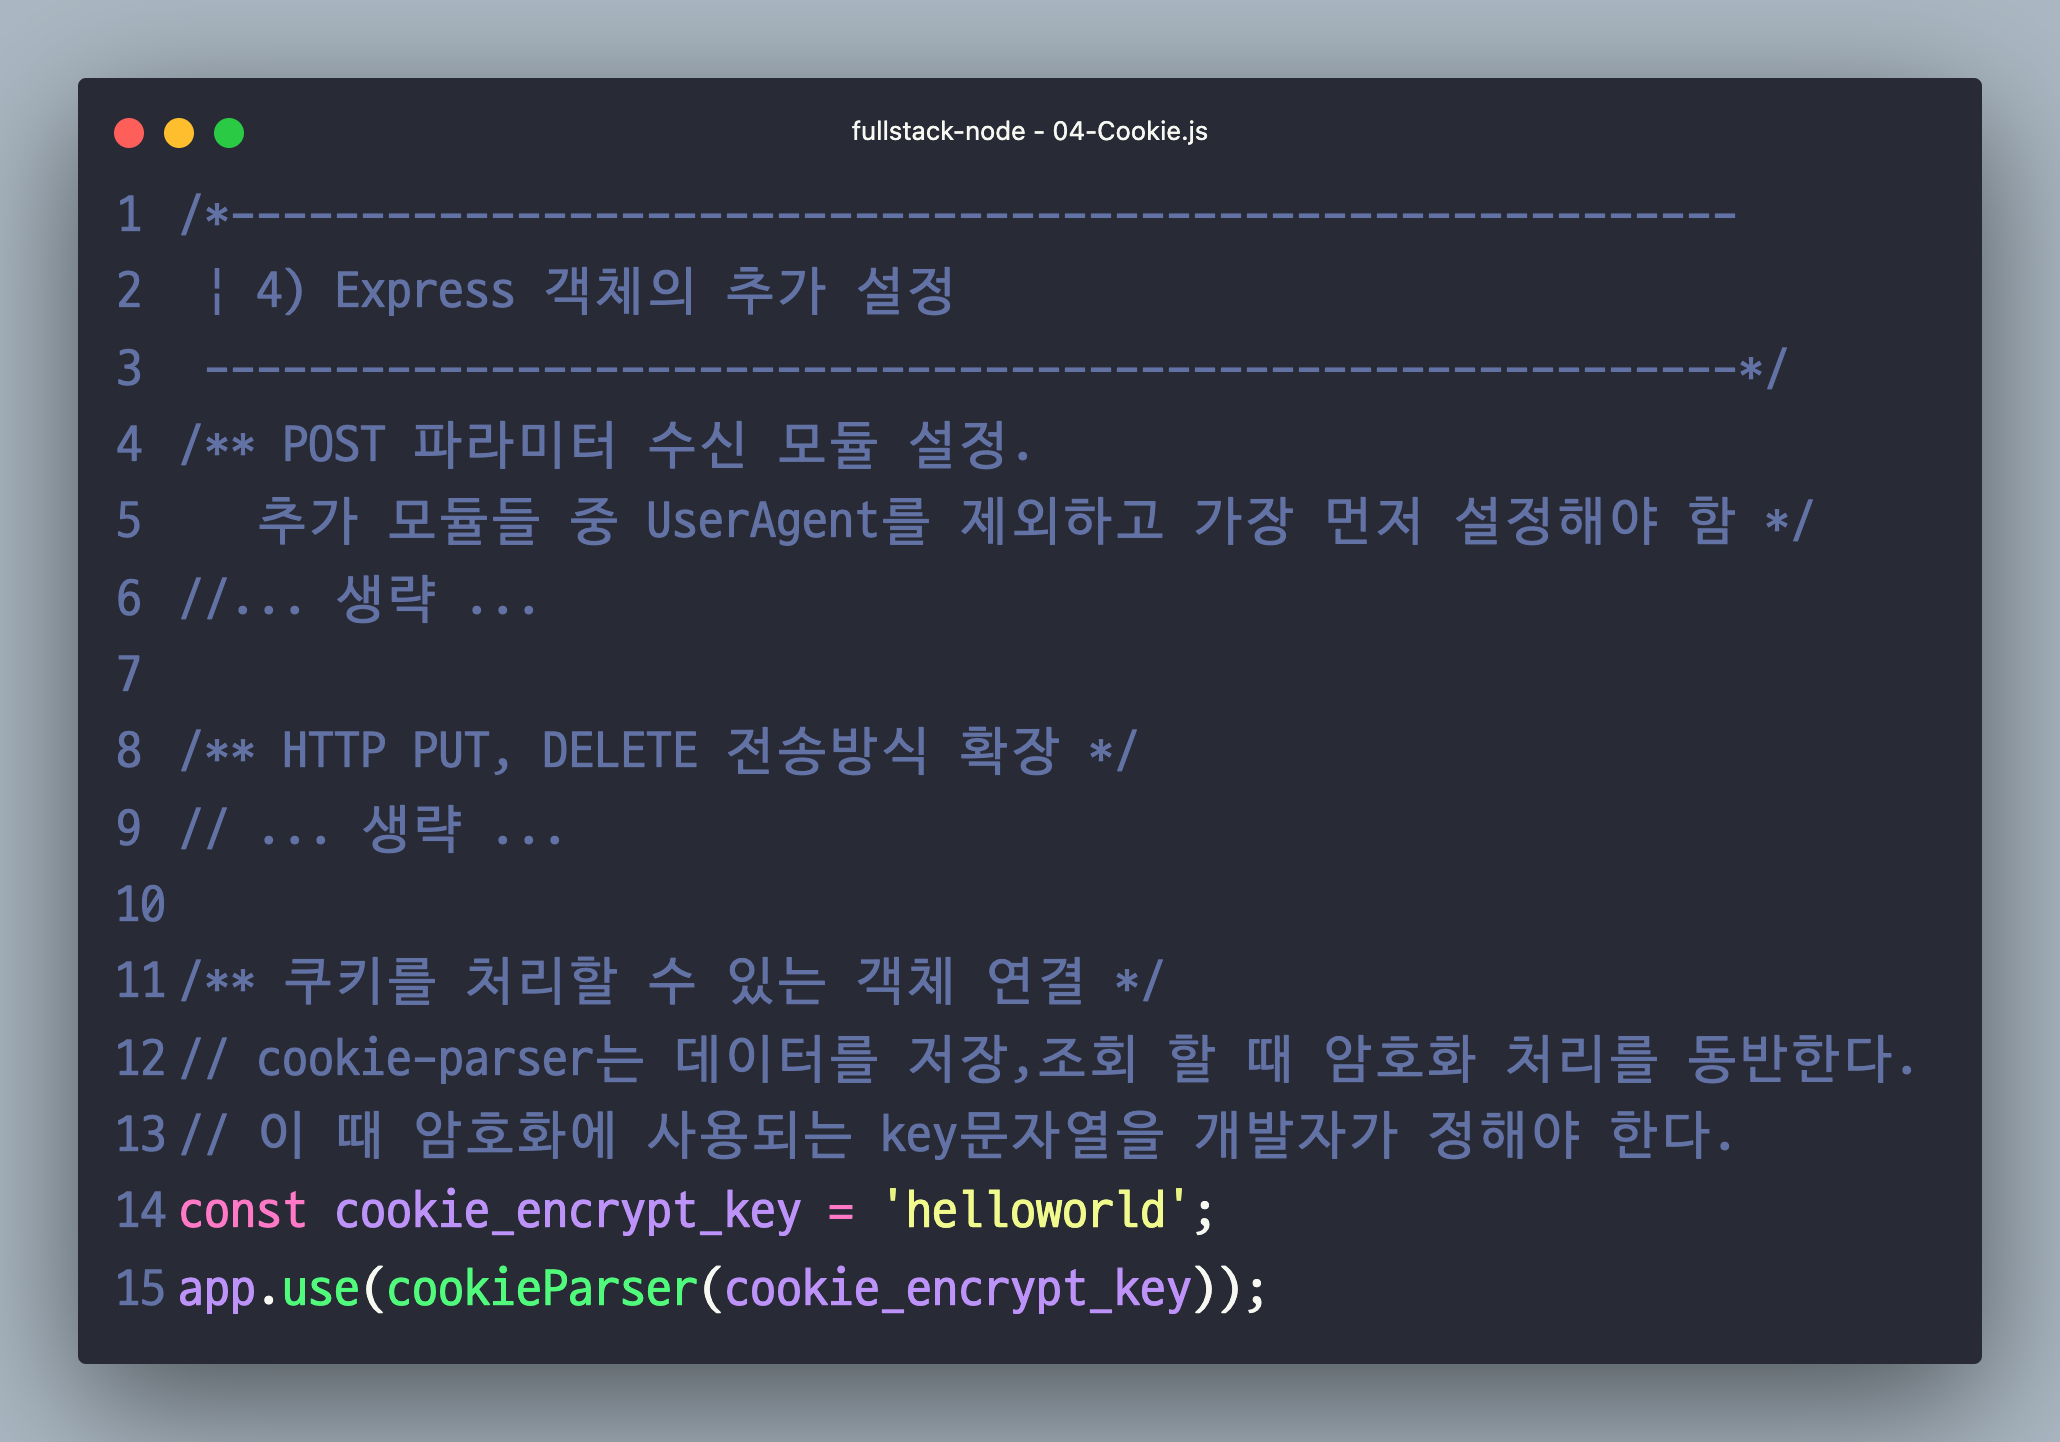 fullstack-node - 04-Cookie.js
1 /*----------------------------------------------------------
2  ¦ 4) Express 객체의 추가 설정
3  -----------------------------------------------------------*/
4 /** POST 파라미터 수신 모듈 설정.
5    추가 모듈들 중 UserAgent를 제외하고 가장 먼저 설정해야 함 */
6 //... 생략 ...
7
8 /** HTTP PUT, DELETE 전송방식 확장 */
9 // ... 생략 ...
10
11 /** 쿠키를 처리할 수 있는 객체 연결 */
12 // cookie-parser는 데이터를 저장,조회 할 때 암호화 처리를 동반한다.
13 // 이 때 암호화에 사용되는 key문자열을 개발자가 정해야 한다.
14 const cookie_encrypt_key = 'helloworld';
15 app.use(cookieParser(cookie_encrypt_key));